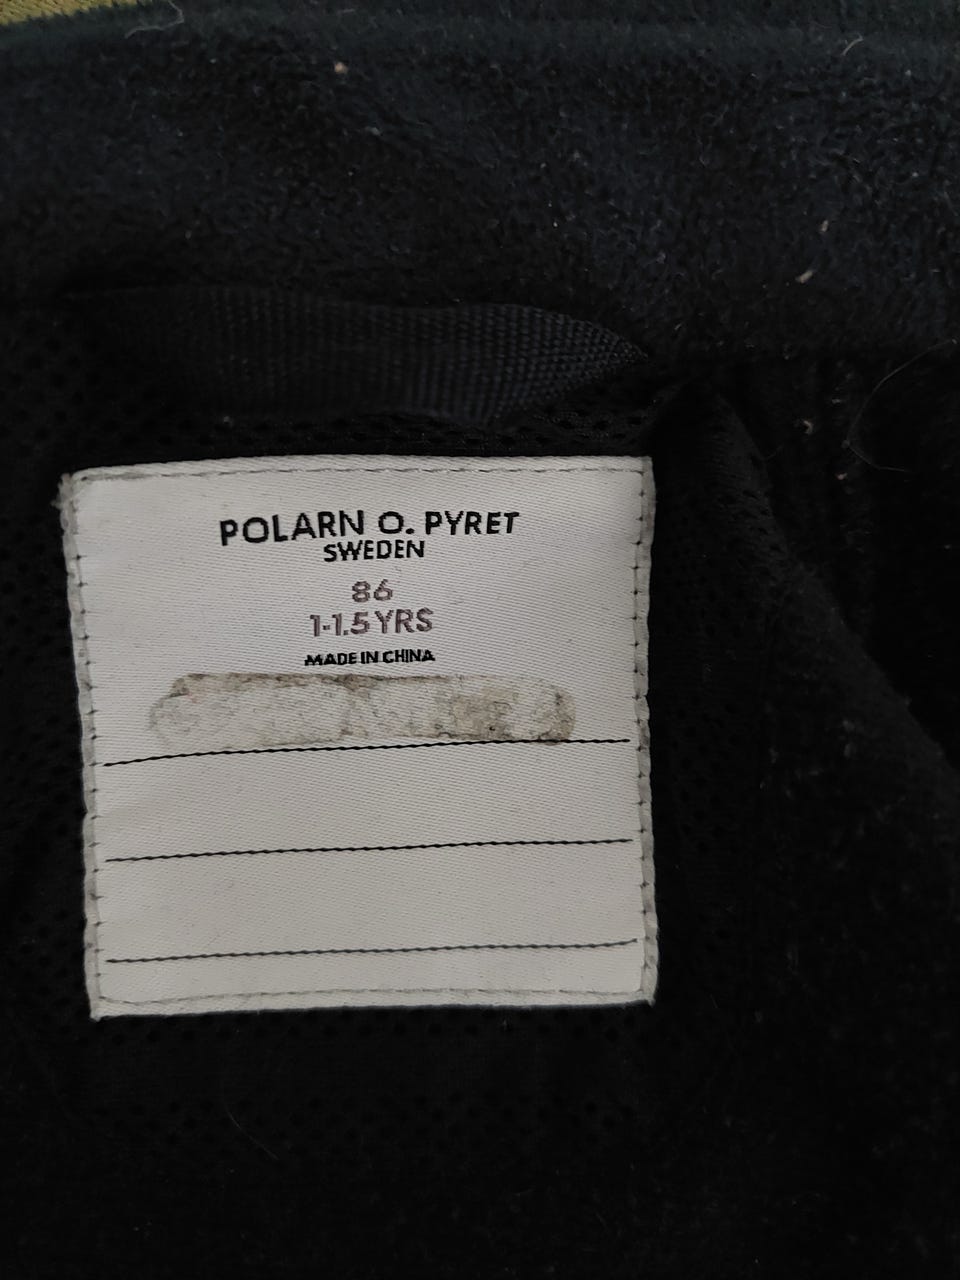 POLARN O. PYRET
SWEDEN
86
1-1.5 YRS
MADE IN CHINA